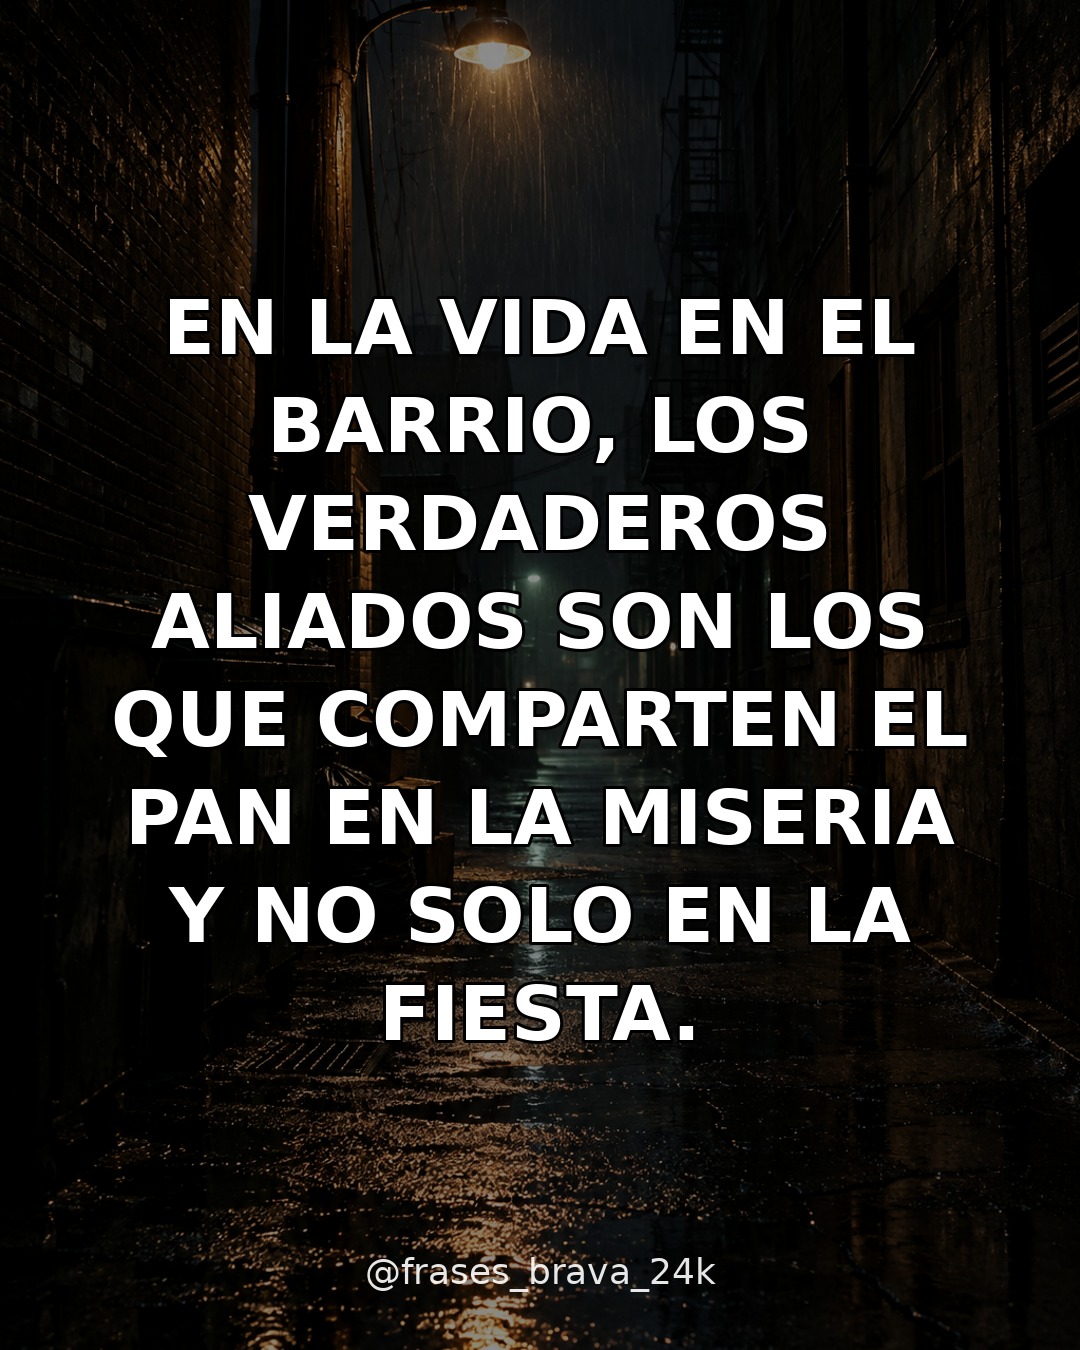 EN LA VIDA EN EL
BARRIO, LOS
VERDADEROS
ALIADOS SON LOS
QUE COMPARTEN EL
PAN EN LA MISERIA
Y NO SOLO EN LA
FIESTA.
@frases_brava_24k